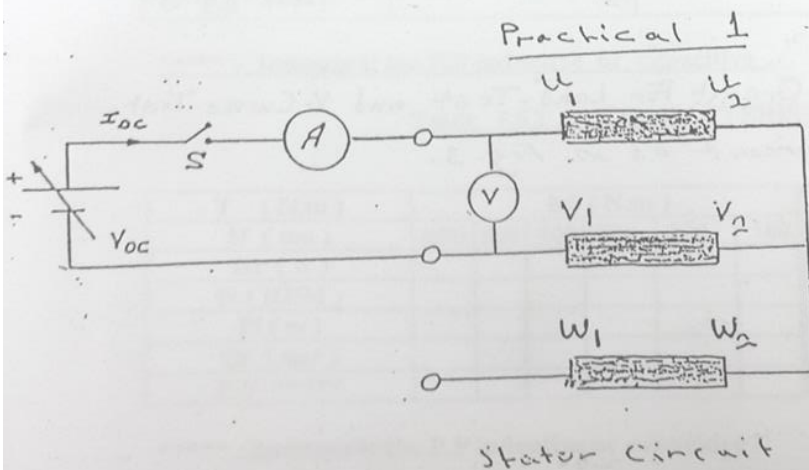 Practical 1
U1 U2
IDC
S
A
+
-
VDC
V
V1 V2
W1 W2
Stator Circuit